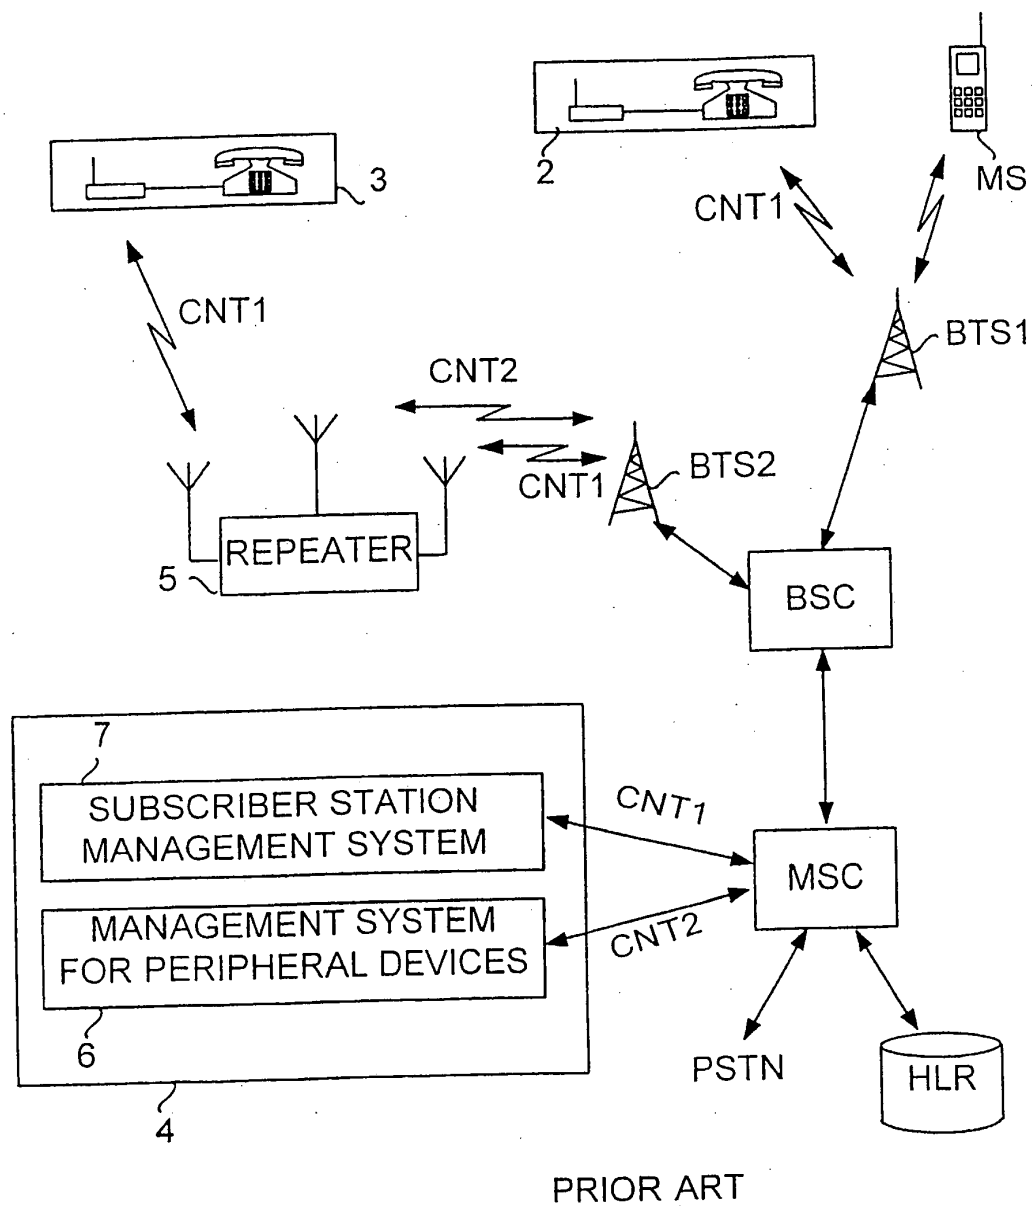 3
2
MS
CNT1
CNT1
BTS1
CNT2
CNT1
BTS2
REPEATER
5
BSC
7
SUBSCRIBER STATION
MANAGEMENT SYSTEM
CNT1
MSC
MANAGEMENT SYSTEM
FOR PERIPHERAL DEVICES
CNT2
6
PSTN
HLR
4
PRIOR ART